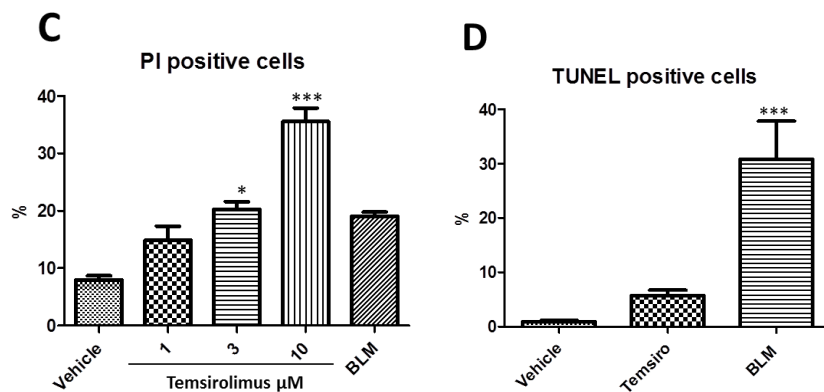 C
PI positive cells
40
30
20
10
0
%
*
***
Vehicle
1
3
10
BLM
Temsirolimus µM
D
TUNEL positive cells
40
30
20
10
0
%
***
Vehicle
Temsiro
BLM